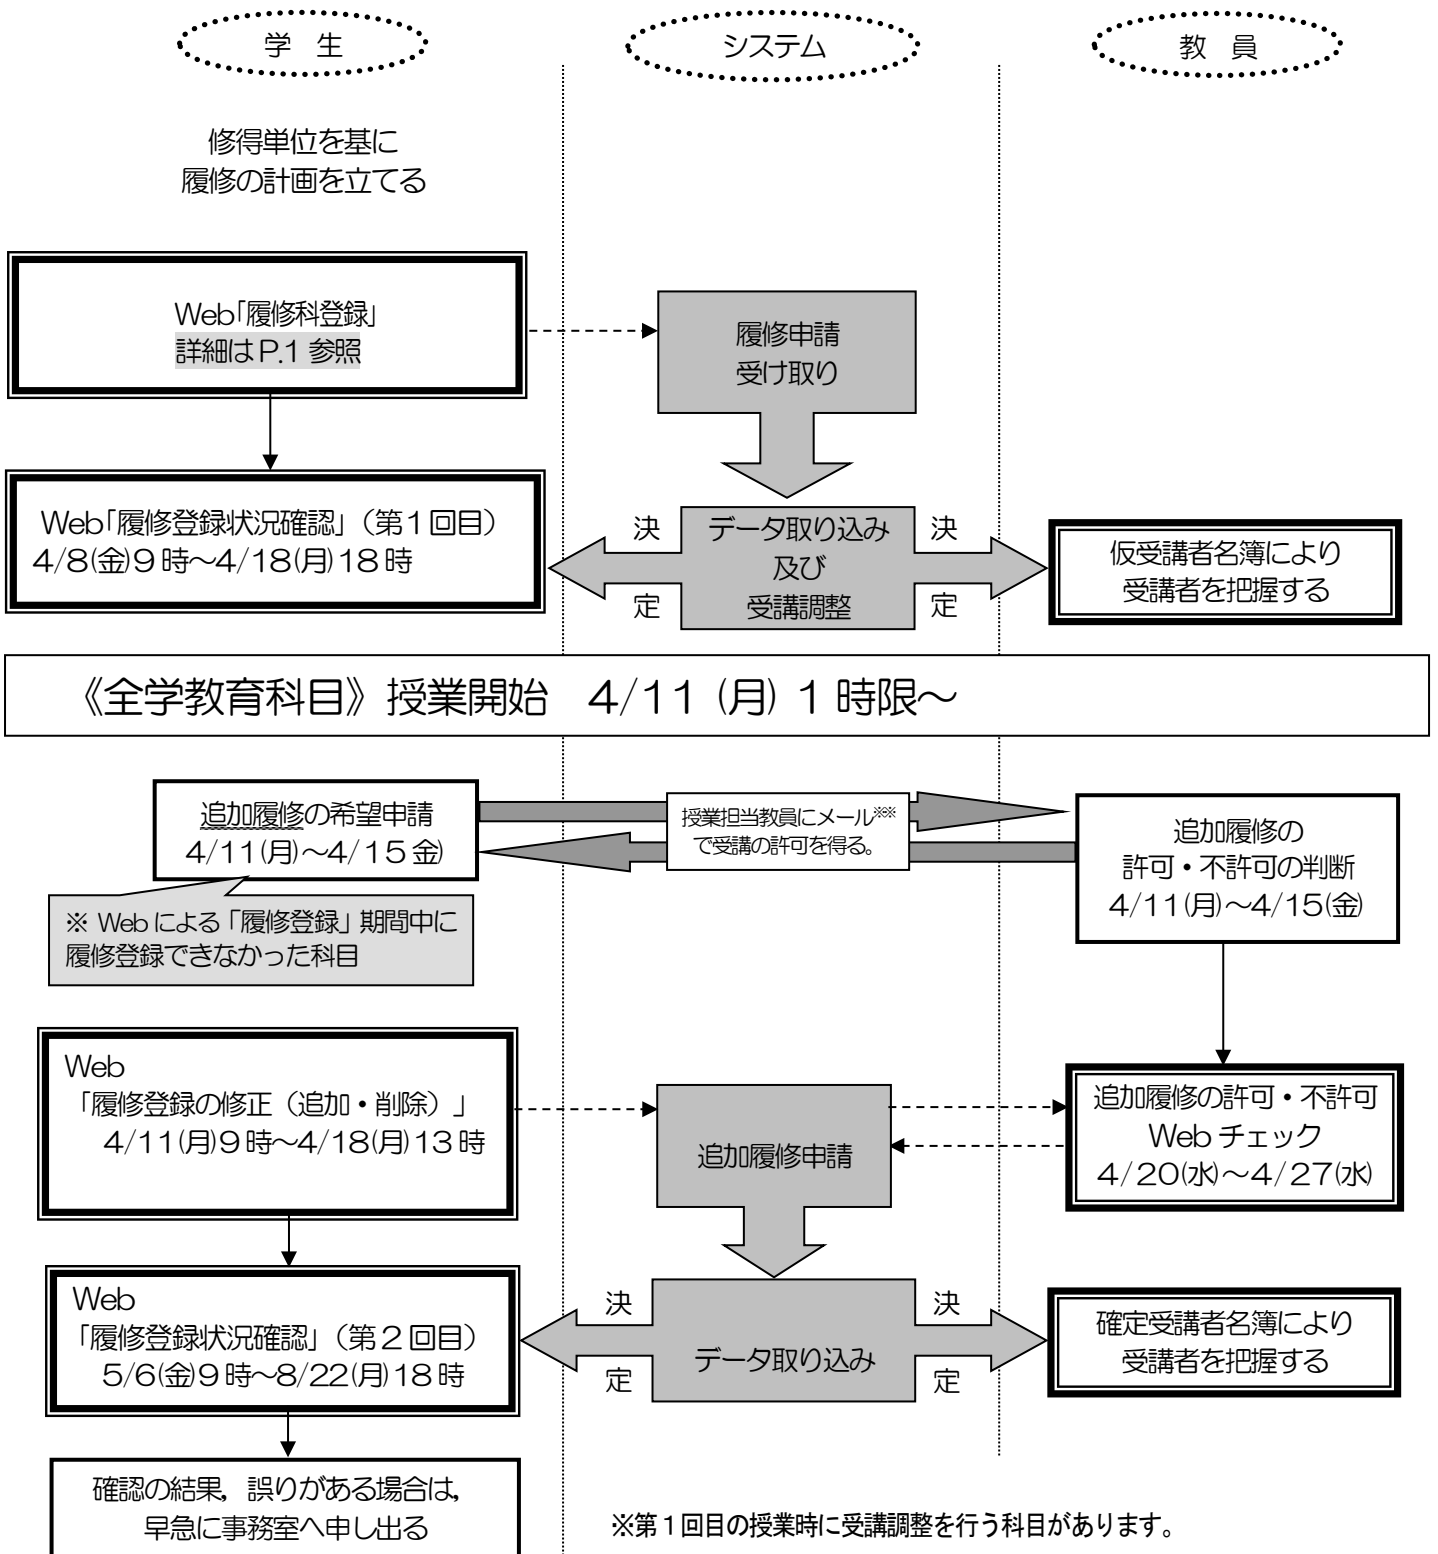 学 生
システム
教 員
修得単位を基に
履修の計画を立てる
Web「履修科登録」
詳細は P.1 参照
履修申請
受け取り
Web「履修登録状況確認」（第１回目）
4/8(金)9時～4/18(月)18時
決
定
データ取り込み
及び
受講調整
決
定
仮受講者名簿により
受講者を把握する
《全学教育科目》授業開始　4/11 (月) 1 時限～
追加履修の希望申請
4/11(月)～4/15金)
授業担当教員にメール※※
で受講の許可を得る。
追加履修の
許可・不許可の判断
4/11(月)～4/15(金)
※ Webによる「履修登録」期間中に
履修登録できなかった科目
Web
「履修登録の修正（追加・削除）」
4/11(月)9時～4/18(月)13時
追加履修申請
追加履修の許可・不許可
Web チェック
4/20(水)～4/27(水)
Web
「履修登録状況確認」（第２回目）
5/6(金)9時～8/22(月)18時
決
定
データ取り込み
決
定
確定受講者名簿により
受講者を把握する
確認の結果，誤りがある場合は，
早急に事務室へ申し出る
※第１回目の授業時に受講調整を行う科目があります。